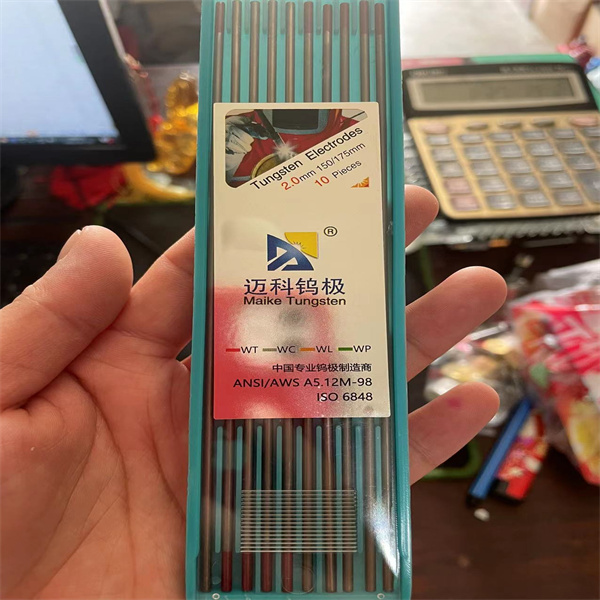 Tungsten Electrodes
2.0mm 150/175mm
10 Pieces
®
迈科钨极
Maike Tungsten
WT WC WL WP
中国专业钨极制造商
ANSI/AWS A5.12M-98
ISO 6848